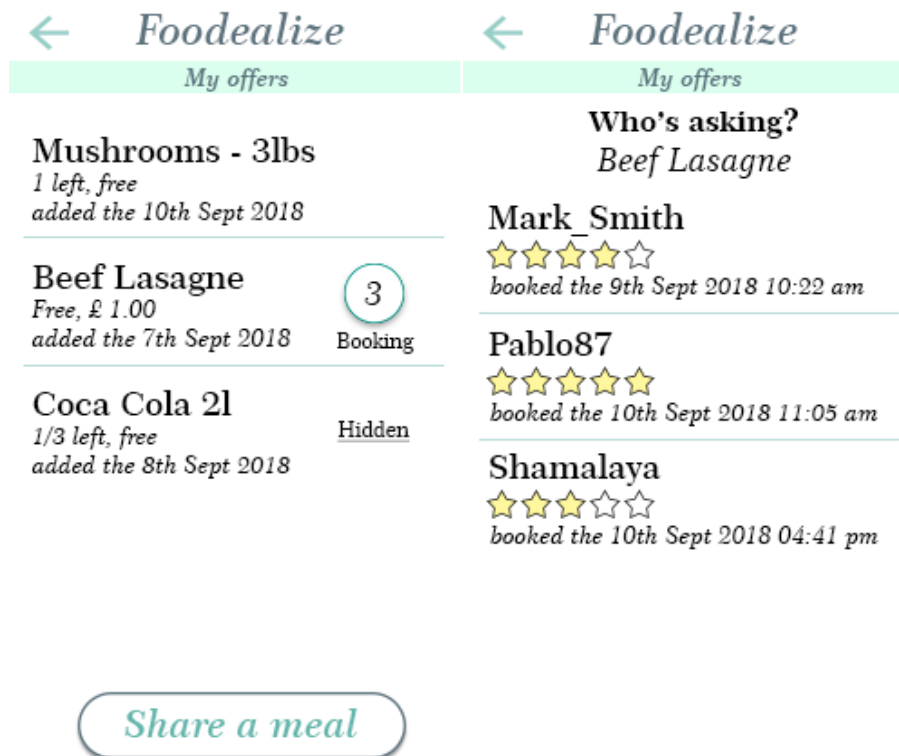 Foodealize
My offers
Mushrooms - 3lbs
1 left, free
added the 10th Sept 2018
Beef Lasagne
Free, £ 1.00
added the 7th Sept 2018
3
Booking
Coca Cola 2l
1/3 left, free
added the 8th Sept 2018
Hidden
Share a meal
Foodealize
My offers
Who's asking?
Beef Lasagne
Mark_Smith
booked the 9th Sept 2018 10:22 am
Pablo87
booked the 10th Sept 2018 11:05 am
Shamalaya
booked the 10th Sept 2018 04:41 pm